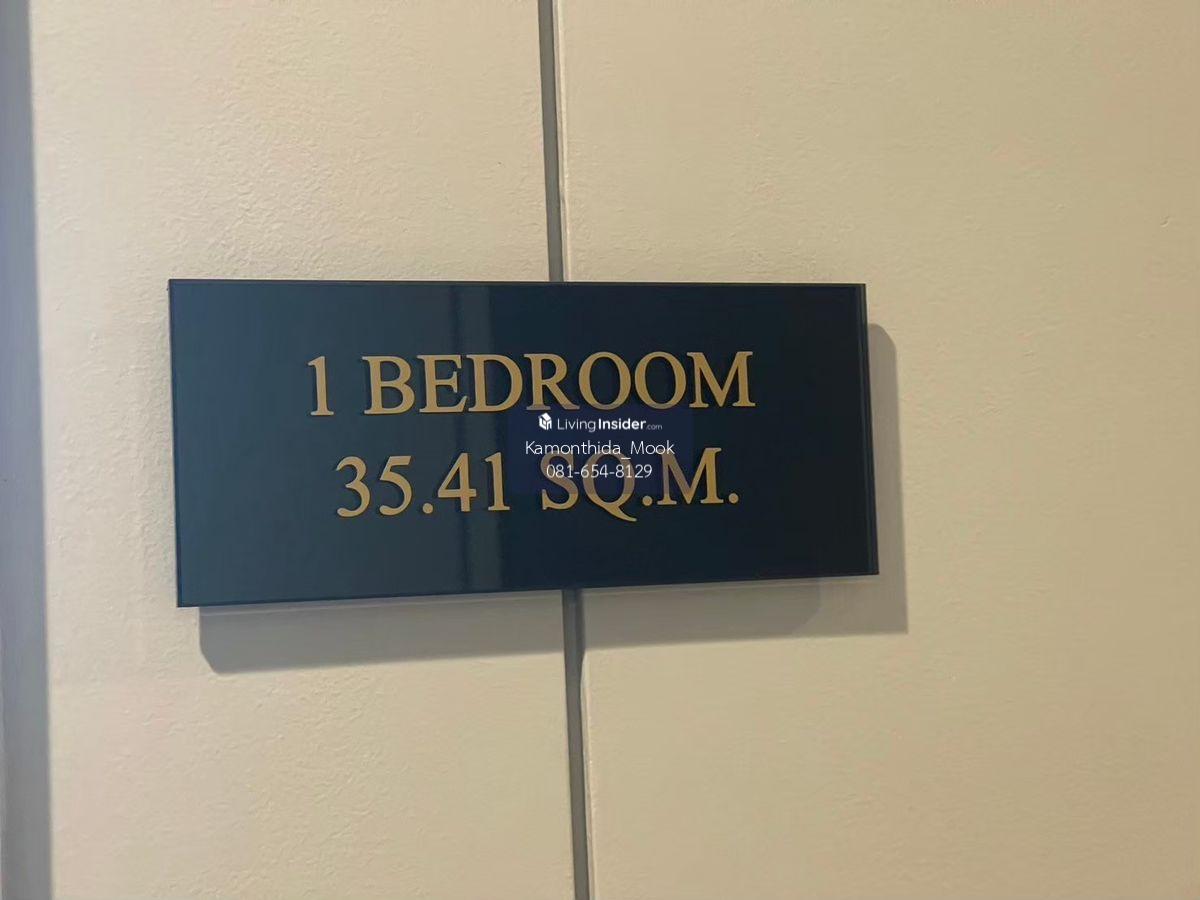 1 BEDROOM
LivingInsider.com
Kamonthida_Mook
081-654-8129
35.41 SQ.M.